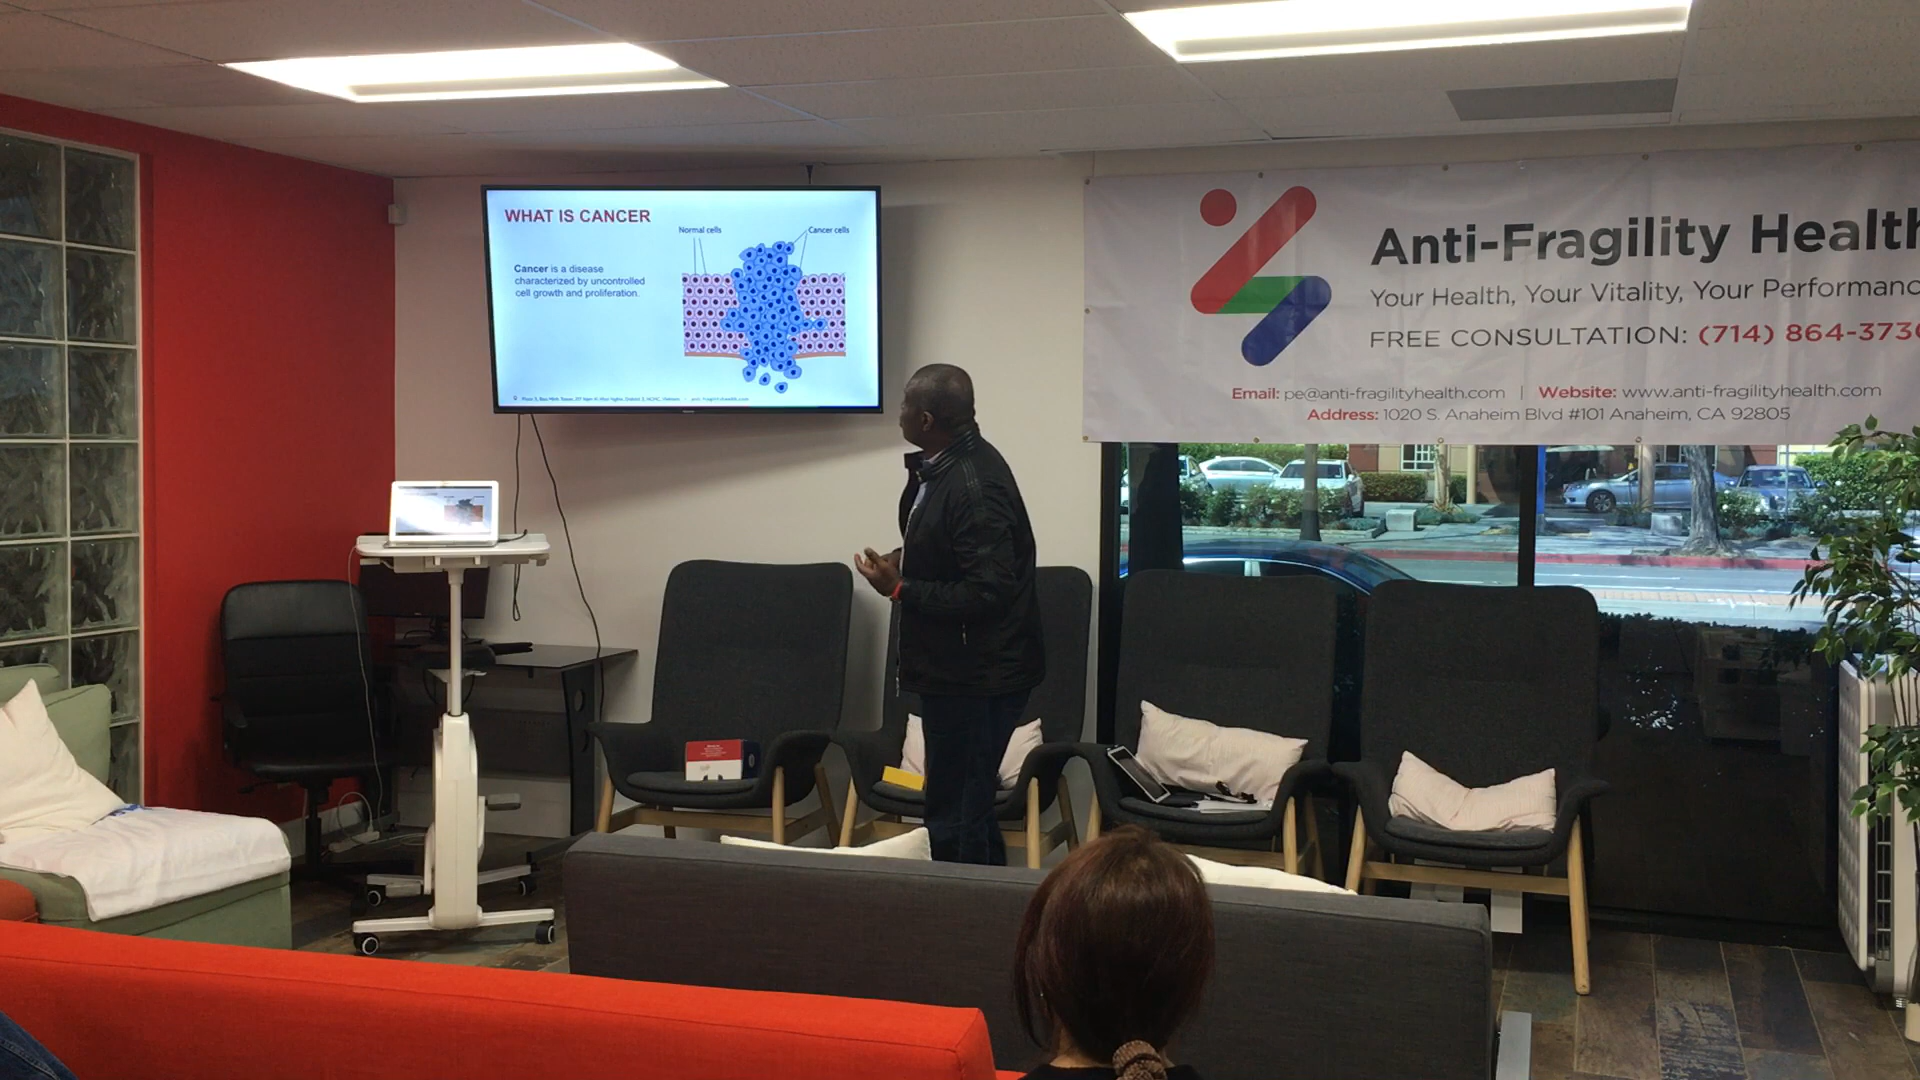 WHAT IS CANCER
Normal cells
Cancer cells
Cancer is a disease
characterized by uncontrolled
cell growth and proliferation.
Anti-Fragility Health
Your Health, Your Vitality, Your Performanc
FREE CONSULTATION: (714) 864-373
Email: pe@anti-fragilityhealth.com | Website: www.anti-fragilityhealth.com
Address: 1020 S. Anaheim Blvd #101 Anaheim, CA 92805